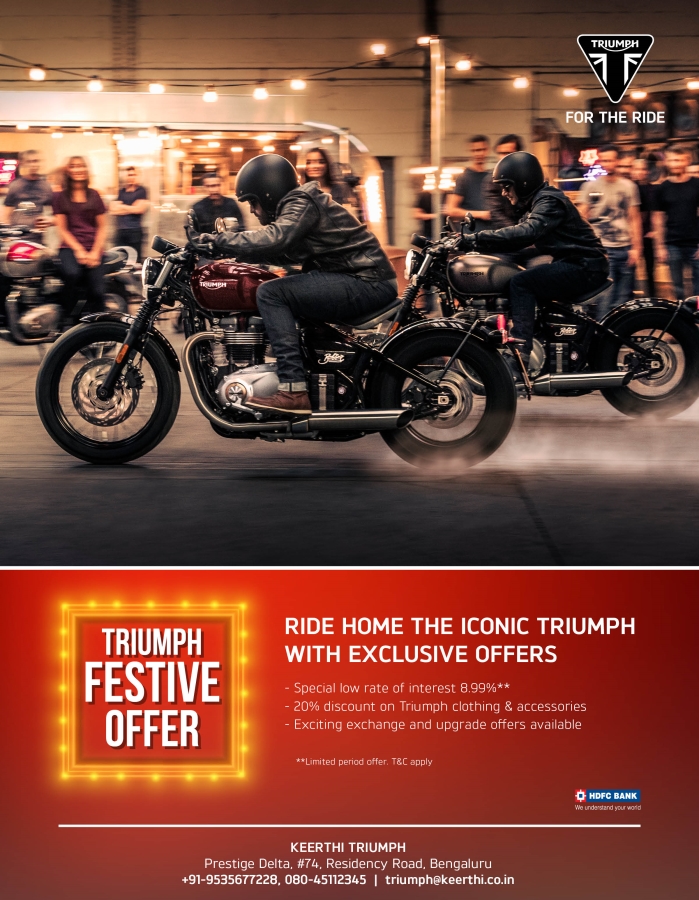 TRIUMPH
FOR THE RIDE
TRIUMPH
TRIUMPH
Bobber
TRIUMPH
FESTIVE
OFFER
RIDE HOME THE ICONIC TRIUMPH
WITH EXCLUSIVE OFFERS
- Special low rate of interest 8.99%**
- 20% discount on Triumph clothing & accessories
- Exciting exchange and upgrade offers available
**Limited period offer. T&C apply
HDFC BANK
We understand your world
KEERTHI TRIUMPH
Prestige Delta, #74, Residency Road, Bengaluru
+91-9535677228, 080-45112345 | triumph@keerthi.co.in